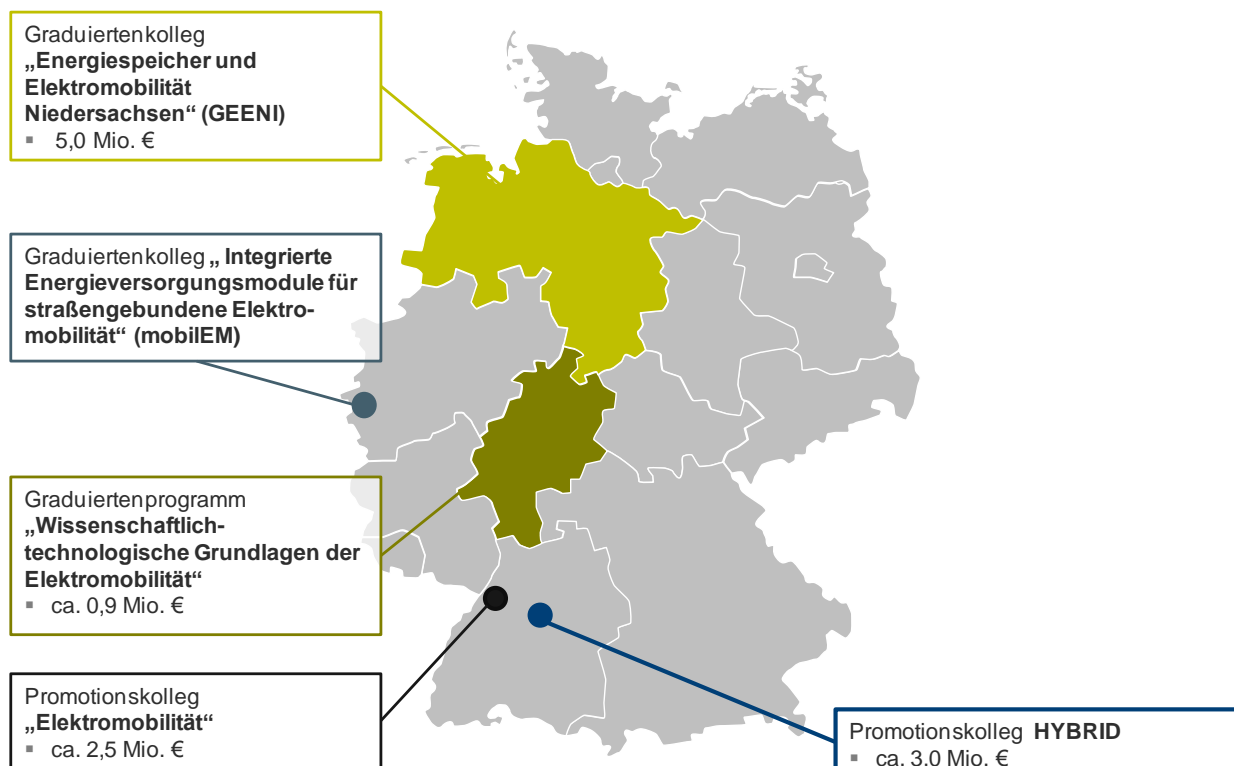 Graduiertenkolleg
„Energiespeicher und
Elektromobilität
Niedersachsen“ (GEENI)
▪ 5,0 Mio. €
Graduiertenkolleg „ Integrierte
Energieversorgungsmodule für
straßengebundene Elektro-
mobilität“ (mobilEM)
Graduiertenprogramm
„Wissenschaftlich-
technologische Grundlagen der
Elektromobilität“
▪ ca. 0,9 Mio. €
Promotionskolleg
„Elektromobilität“
▪ ca. 2,5 Mio. €
Promotionskolleg HYBRID
▪ ca. 3,0 Mio. €